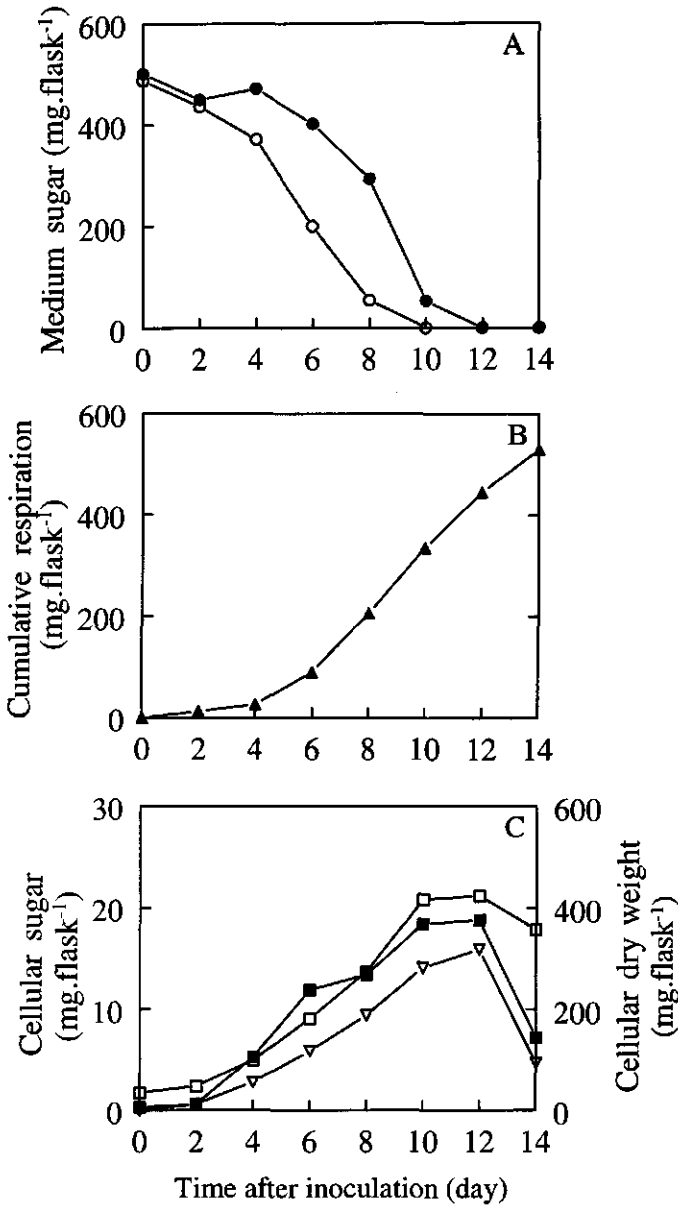 A
Medium sugar (mg.flask⁻¹)
600
400
200
0
0 2 4 6 8 10 12 14
B
Cumulative respiration
(mg.flask⁻¹)
600
400
200
0
0 2 4 6 8 10 12 14
C
Cellular sugar
(mg.flask⁻¹)
30
20
10
0
600
400
200
0
Cellular dry weight
(mg.flask⁻¹)
0 2 4 6 8 10 12 14
Time after inoculation (day)